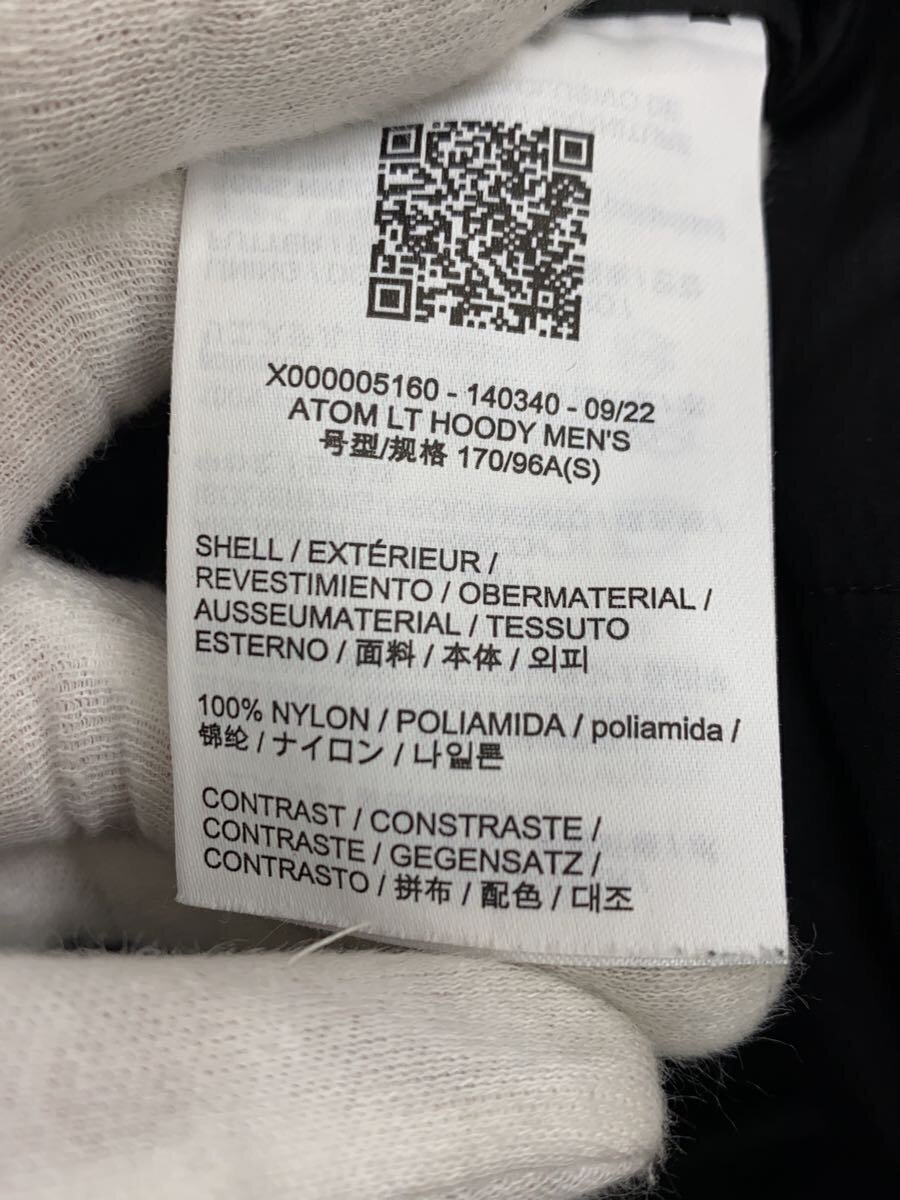 X000005160 - 140340 - 09/22
ATOM LT HOODY MEN'S
号型/规格 170/96A(S)
SHELL / EXTÉRIEUR /
REVESTIMIENTO / OBERMATERIAL /
AUSSEUMATERIAL / TESSUTO
ESTERNO / 面料 / 本体 / 외피
100% NYLON / POLIAMIDA / poliamida /
锦纶 / ナイロン / 나일론
CONTRAST / CONSTRASTE /
CONTRASTE / GEGENSATZ /
CONTRASTO / 拼布 / 配色 / 대조